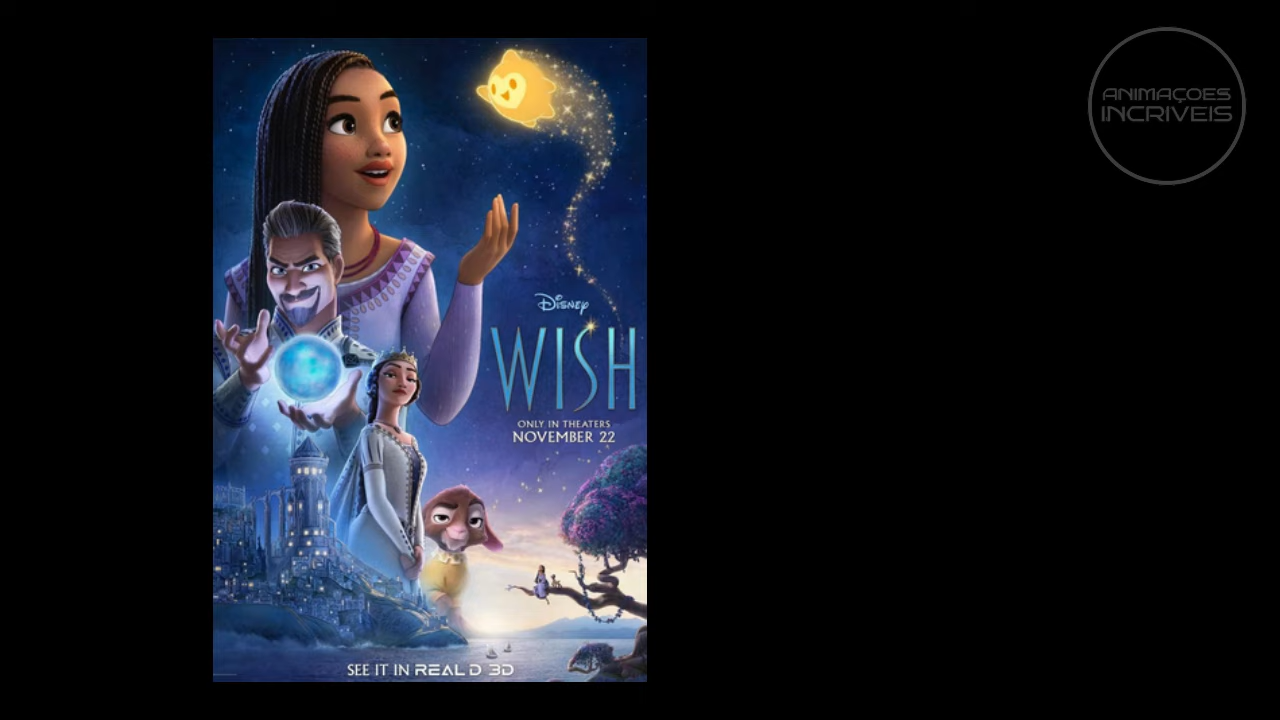 ANIMAÇOES
INCRIVEIS
DISNEY
WISH
ONLY IN THEATERS
NOVEMBER 22
SEE IT IN REAL D 3D